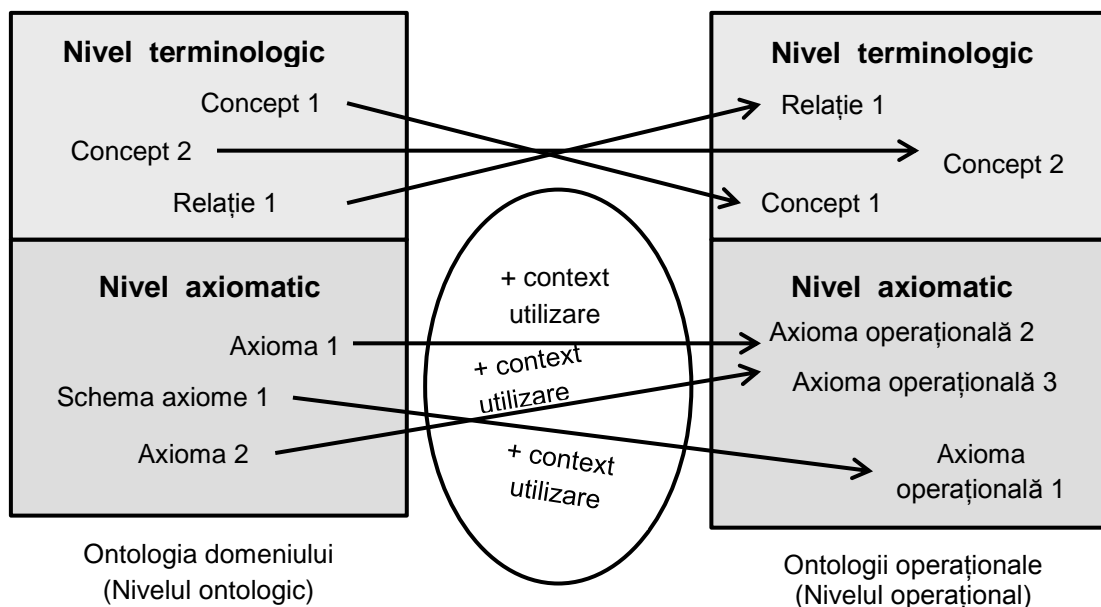 Nivel terminologic
Concept 1
Concept 2
Relație 1
Nivel axiomatic
Axioma 1
Schema axiome 1
Axioma 2
Ontologia domeniului
(Nivelul ontologic)
+ context
utilizare
+ context
utilizare
+ context
utilizare
Nivel terminologic
Relație 1
Concept 2
Concept 1
Nivel axiomatic
Axioma operațională 2
Axioma operațională 3
Axioma
operațională 1
Ontologii operaționale
(Nivelul operațional)